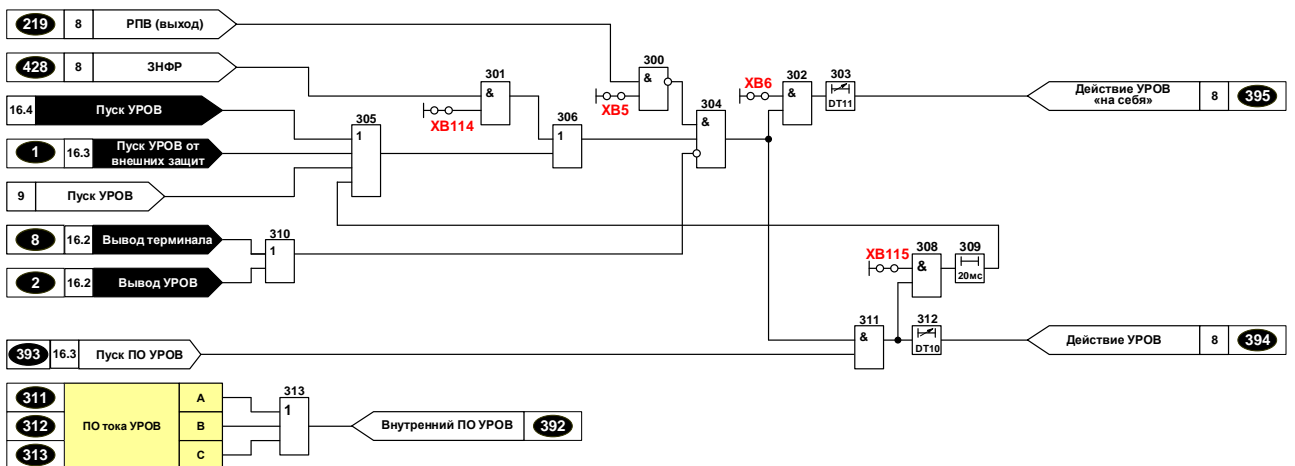 219 8 РПВ (выход)
428 8 ЗНФР
16.4 Пуск УРОВ
1 16.3 Пуск УРОВ от
внешних защит
9 Пуск УРОВ
8 16.2 Вывод терминала
2 16.2 Вывод УРОВ
393 16.3 Пуск ПО УРОВ
311 A
312 ПО тока УРОВ B
313 C
305
1
310
1
301
&
XB114
306
1
300
&
XB5
304
&
XB6
302
&
303
DT11
Действие УРОВ
«на себя» 8 395
XB115
308
&
309
20мс
311
&
312
DT10
Действие УРОВ 8 394
313
1
Внутренний ПО УРОВ 392